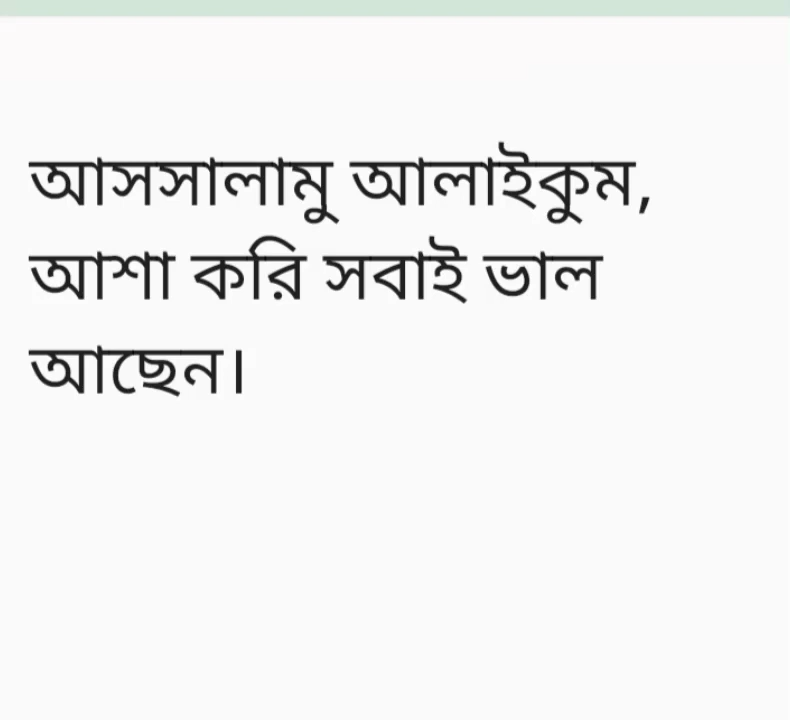 আসসালামু আলাইকুম,
আশা করি সবাই ভাল
আছেন।